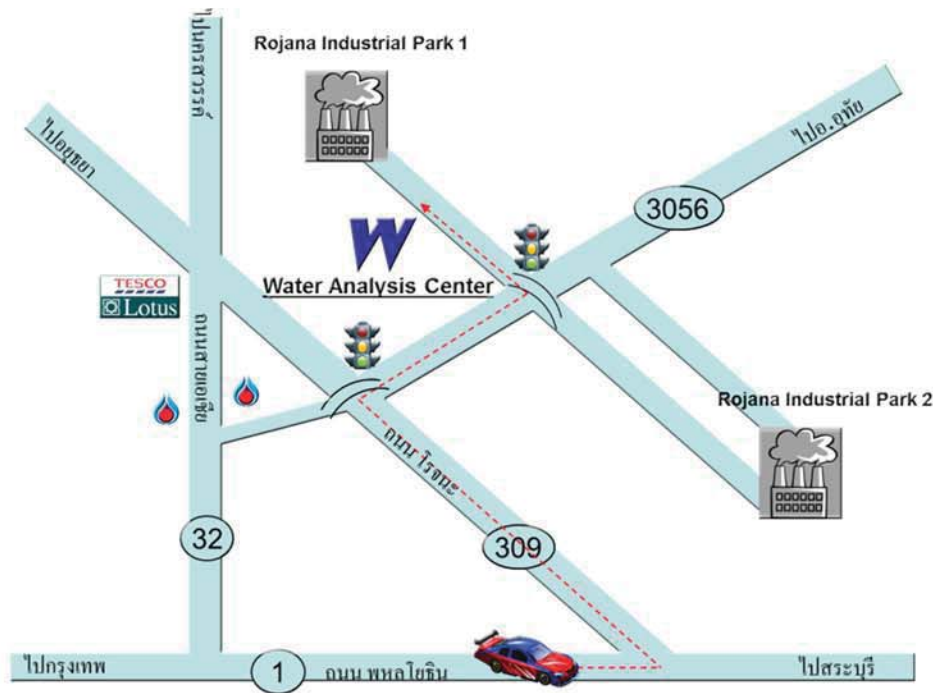 ไปนครสวรรค์
Rojana Industrial Park 1
ไปอยุธยา
ไปอ.อุทัย
3056
Water Analysis Center
TESCO
Lotus
ถนนสายเอเซีย
Rojana Industrial Park 2
ถนน โรจนะ
32
309
ไปกรุงเทพ
1
ถนน พหลโยธิน
ไปสระบุรี